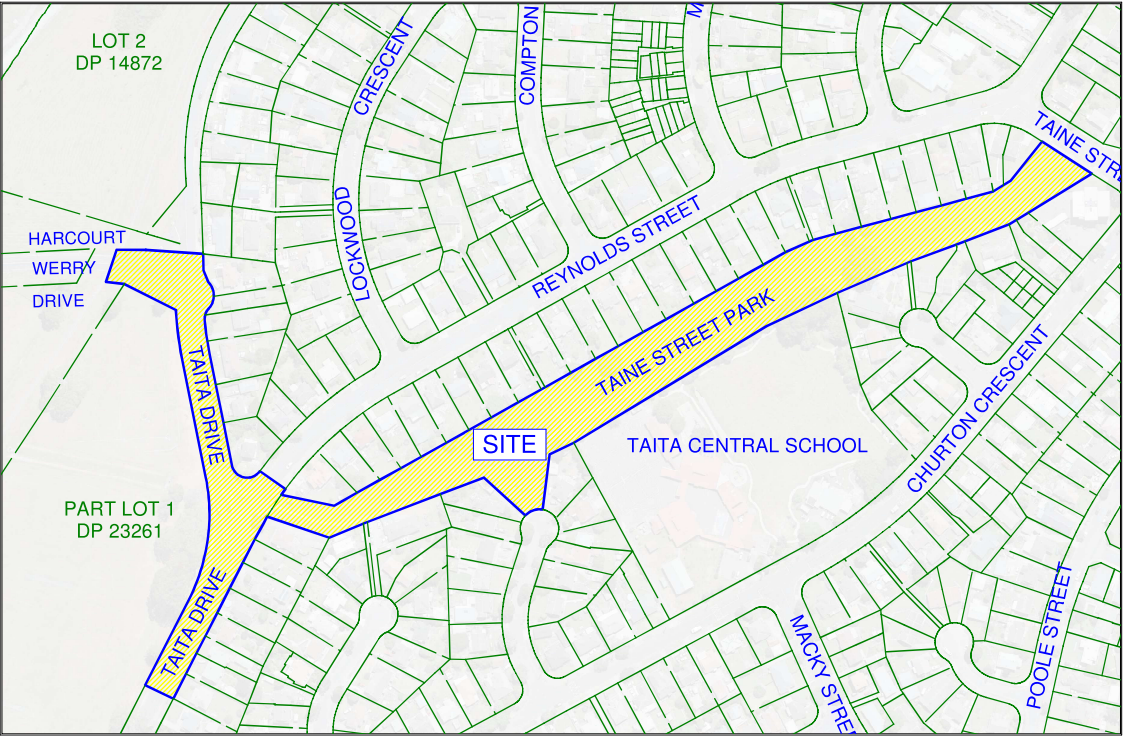 LOT 2
DP 14872
CRESCENT
COMPTON
M
TAINE STRE
LOCKWOOD
REYNOLDS STREET
HARCOURT
WERRY
DRIVE
TAINE STREET PARK
TAITA DRIVE
SITE
TAITA CENTRAL SCHOOL
CHURTON CRESCENT
PART LOT 1
DP 23261
TAITA DRIVE
MACKY STREE
POOLE STREET